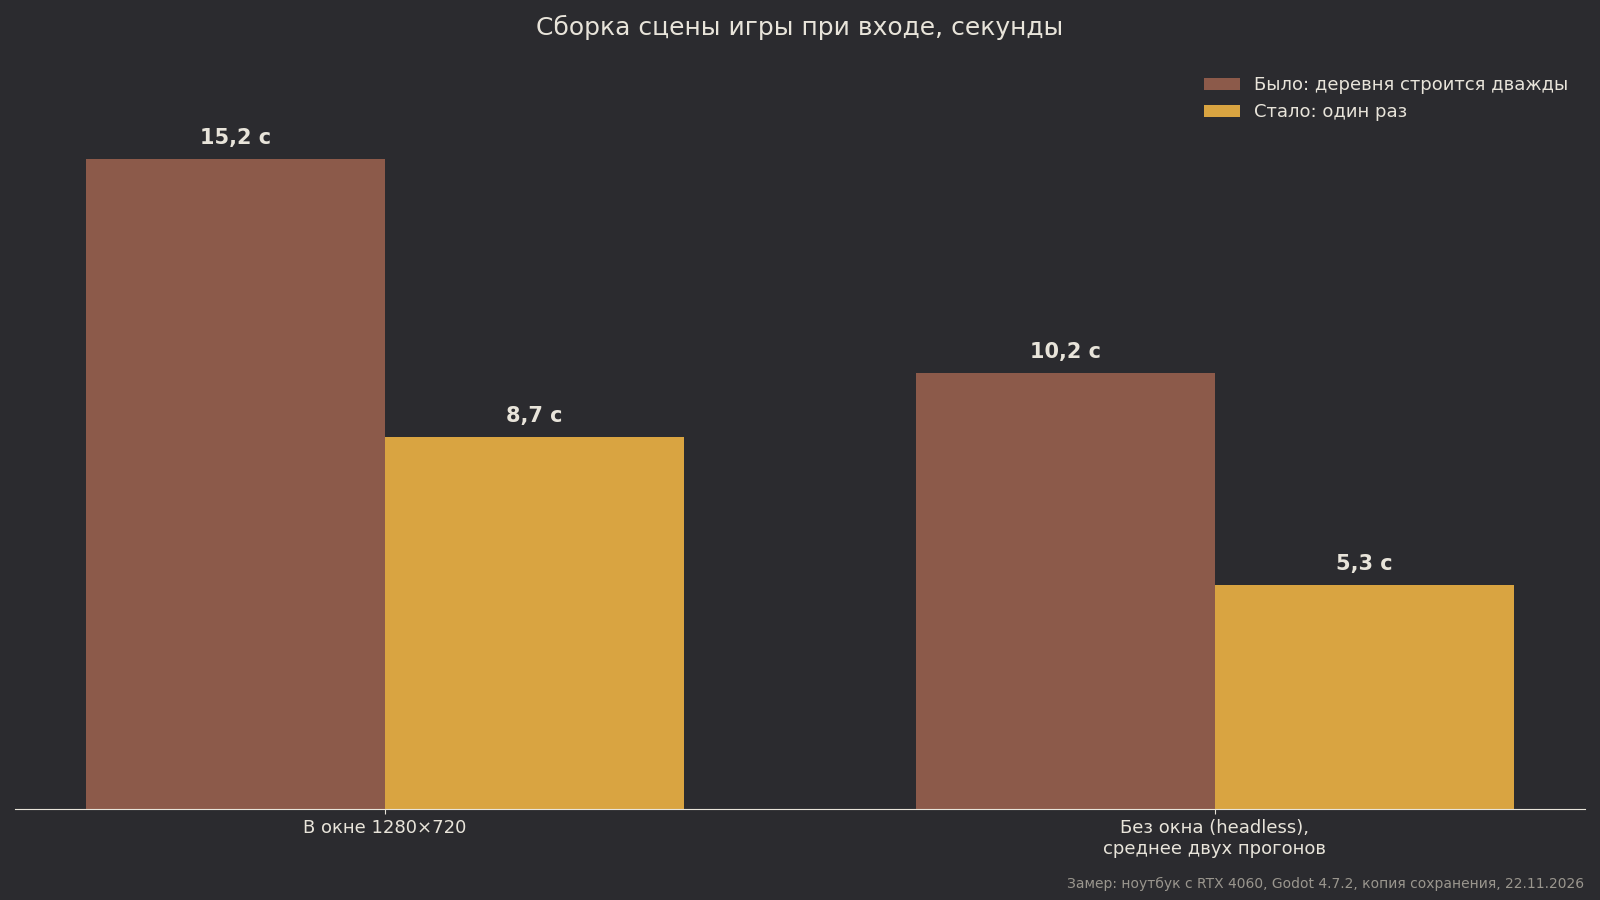 Сборка сцены игры при входе, секунды
Было: деревня строится дважды
Стало: один раз
15,2 с
8,7 с
10,2 с
5,3 с
В окне 1280×720
Без окна (headless),
среднее двух прогонов
Замер: ноутбук с RTX 4060, Godot 4.7.2, копия сохранения, 22.11.2026